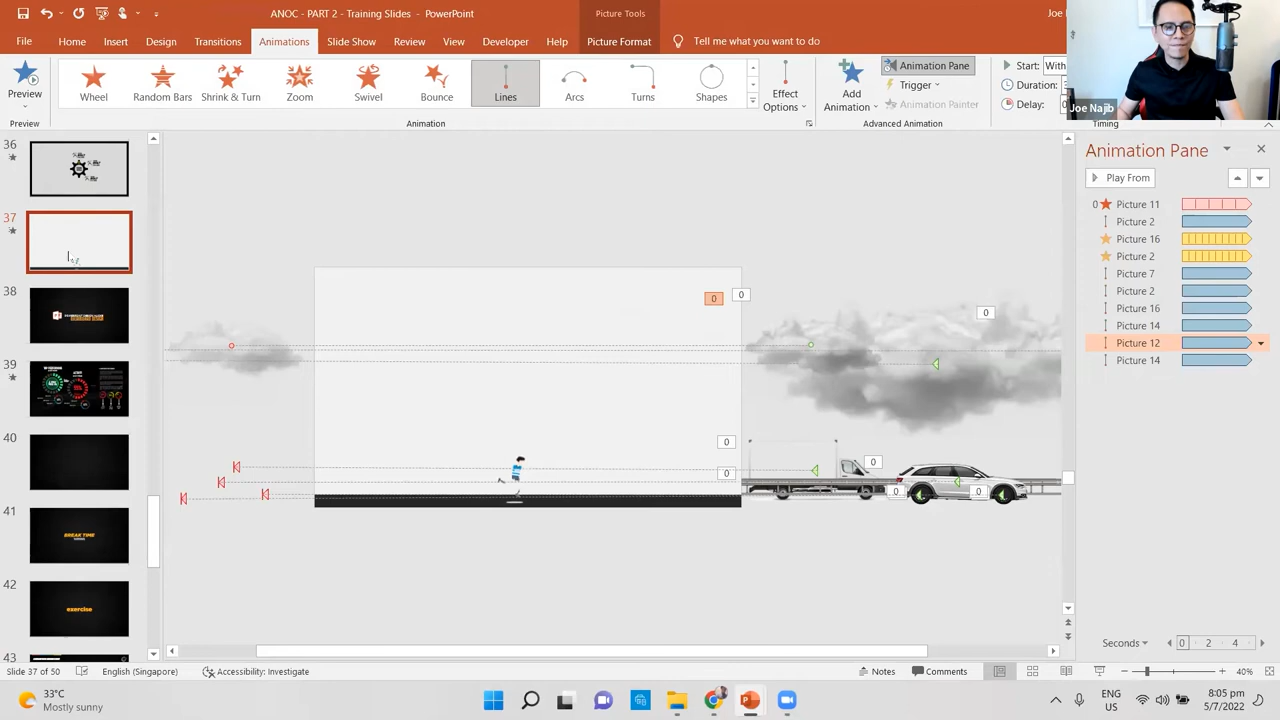 ANOC - PART 2 - Training Slides - PowerPoint
Picture Tools
Joe
File
Home
Insert
Design
Transitions
Animations
Slide Show
Review
View
Developer
Help
Picture Format
Tell me what you want to do
Preview
Wheel
Random Bars
Shrink & Turn
Zoom
Swivel
Bounce
Lines
Arcs
Turns
Shapes
Effect
Options
Add
Animation
Animation Pane
Trigger
Animation Painter
Start: With
Duration:
Delay:
Preview
Animation
Advanced Animation
Timing
Joe Najib
36
37
38
39
40
41
BREAK TIME
42
exercise
43
0
0
0
0
0
0
0
0
Animation Pane
Play From
0 Picture 11
Picture 2
Picture 16
Picture 2
Picture 7
Picture 2
Picture 16
Picture 14
Picture 12
Picture 14
Seconds
0 2 4
Slide 37 of 50
English (Singapore)
Accessibility: Investigate
Notes
Comments
40%
33°C
Mostly sunny
ENG
US
8:05 pm
5/7/2022